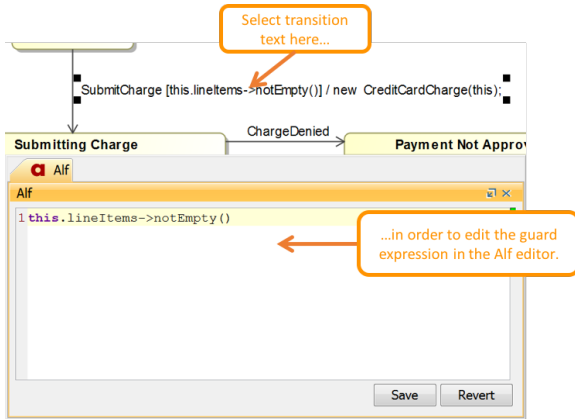 Select transition
text here...
SubmitCharge [this.lineItems->notEmpty()] / new CreditCardCharge(this);
ChargeDenied
Submitting Charge
Payment Not Approv
a Alf
Alf
1 this.lineItems->notEmpty()
...in order to edit the guard
expression in the Alf editor.
Save
Revert